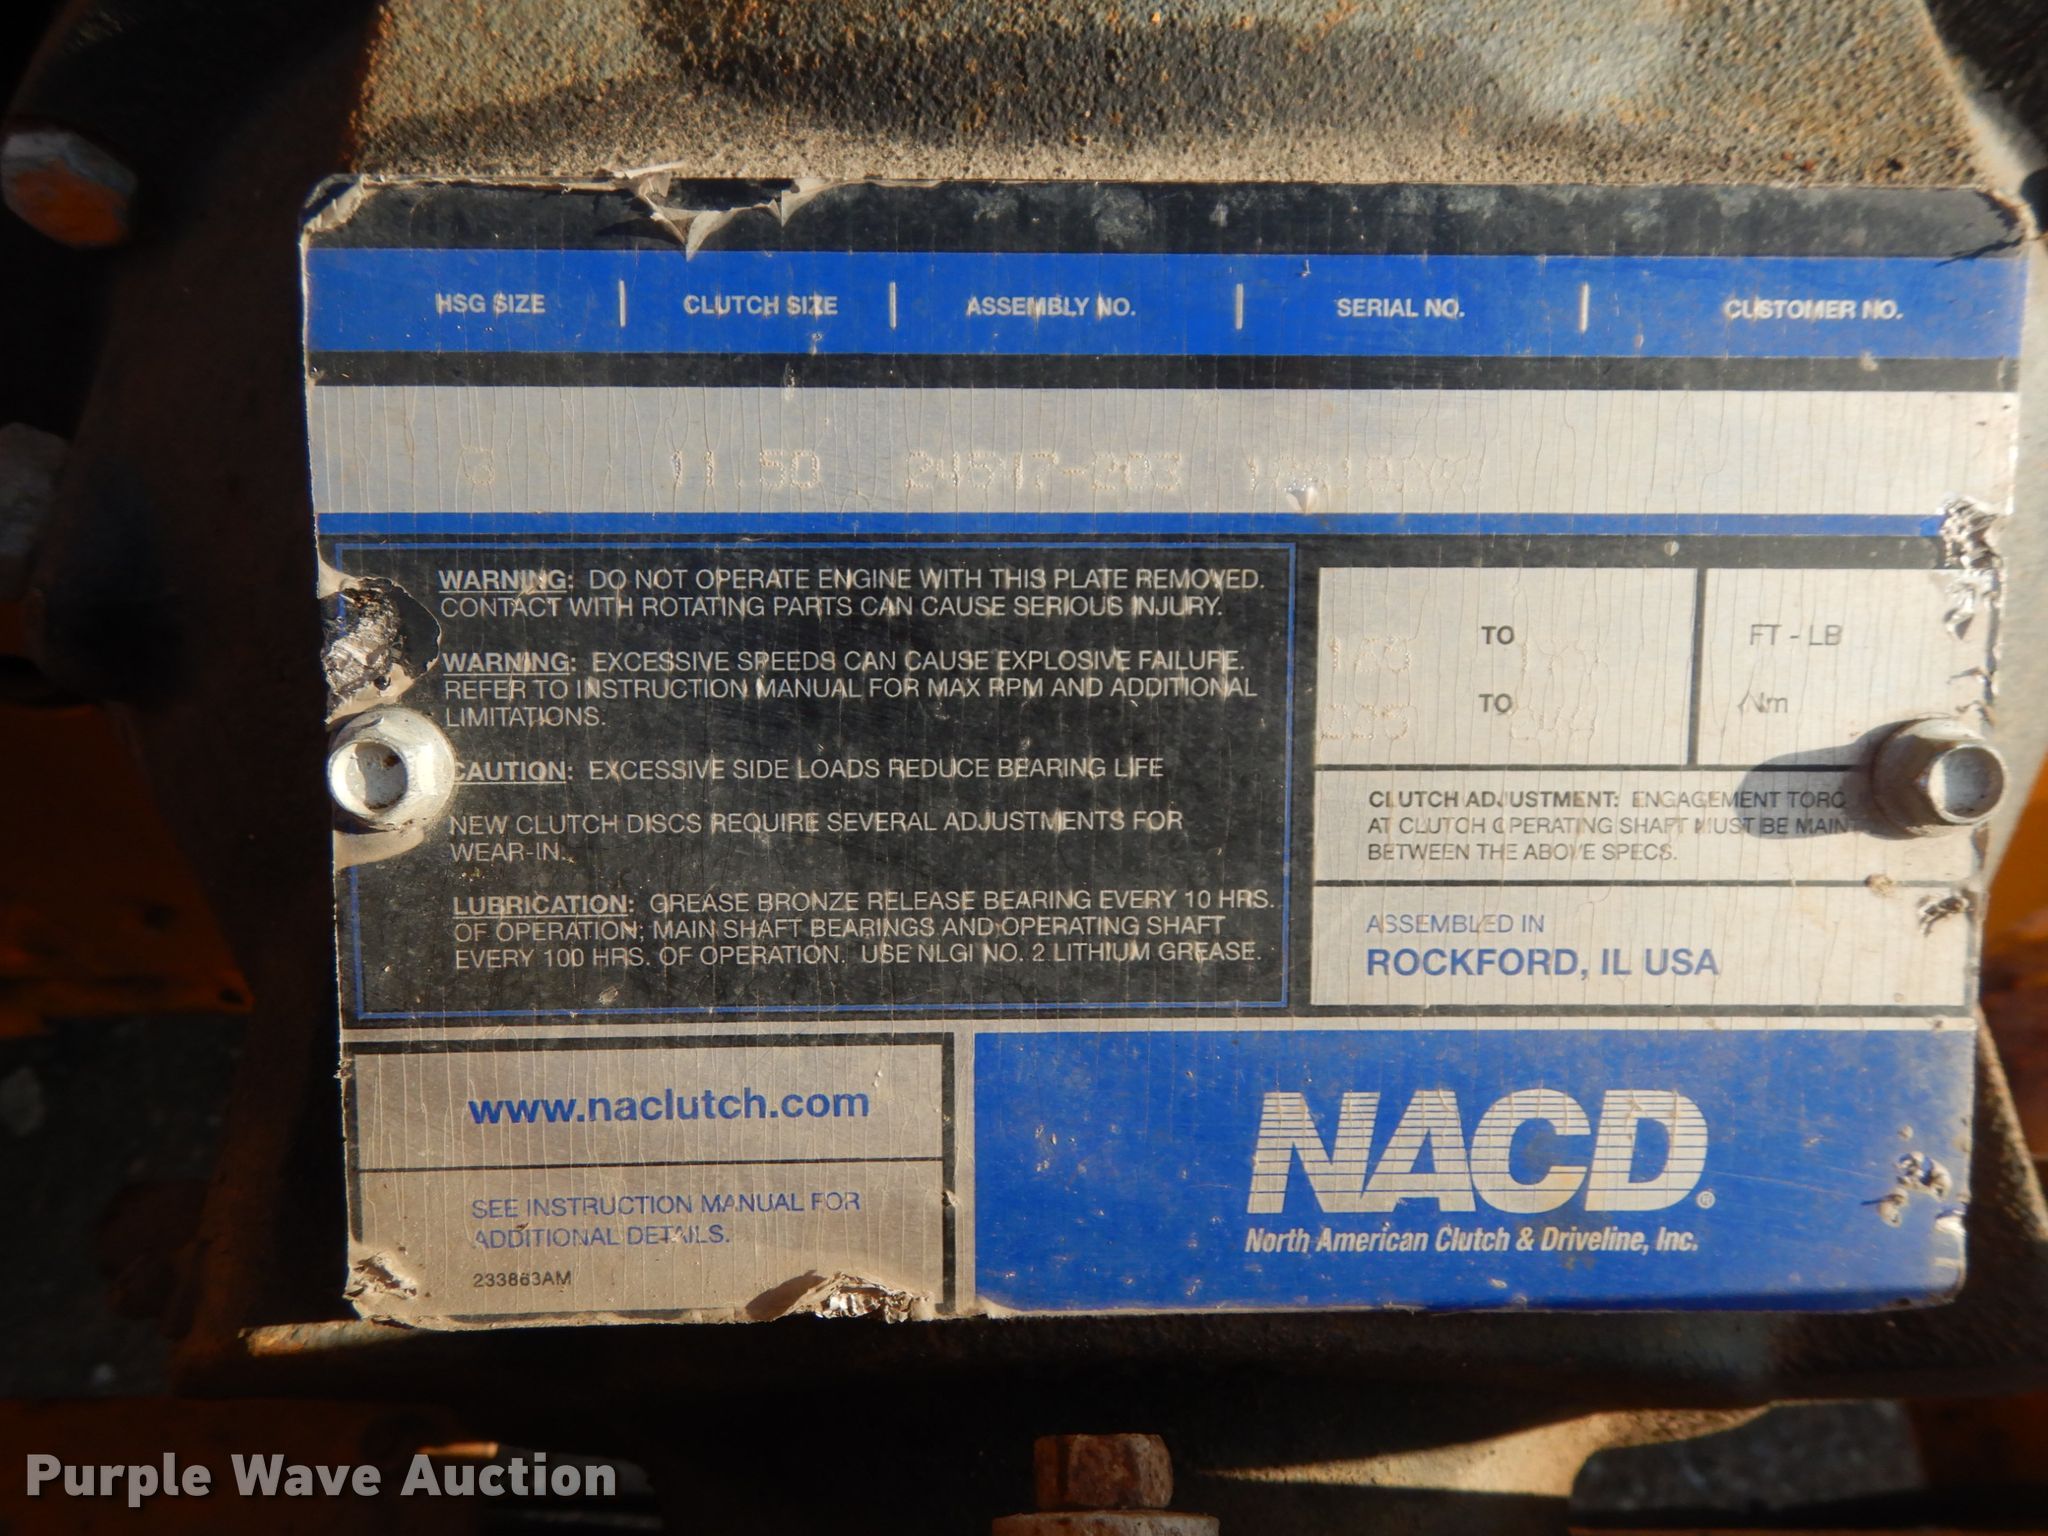 HSG SIZE | CLUTCH SIZE | ASSEMBLY NO. | SERIAL NO. | CUSTOMER NO.
11.50 24517-203
WARNING: DO NOT OPERATE ENGINE WITH THIS PLATE REMOVED.
CONTACT WITH ROTATING PARTS CAN CAUSE SERIOUS INJURY.
WARNING: EXCESSIVE SPEEDS CAN CAUSE EXPLOSIVE FAILURE.
REFER TO INSTRUCTION MANUAL FOR MAX RPM AND ADDITIONAL
LIMITATIONS.
CAUTION: EXCESSIVE SIDE LOADS REDUCE BEARING LIFE
NEW CLUTCH DISCS REQUIRE SEVERAL ADJUSTMENTS FOR
WEAR-IN.
LUBRICATION: GREASE BRONZE RELEASE BEARING EVERY 10 HRS.
OF OPERATION; MAIN SHAFT BEARINGS AND OPERATING SHAFT
EVERY 100 HRS. OF OPERATION. USE NLGI NO. 2 LITHIUM GREASE.
TO FT - LB
TO Nm
CLUTCH ADJUSTMENT: ENGAGEMENT TORQ
AT CLUTCH OPERATING SHAFT MUST BE MAIN
BETWEEN THE ABOVE SPECS.
ASSEMBLED IN
ROCKFORD, IL USA
www.naclutch.com
SEE INSTRUCTION MANUAL FOR
ADDITIONAL DETAILS.
233863AM
NACD®
North American Clutch & Driveline, Inc.
Purple Wave Auction